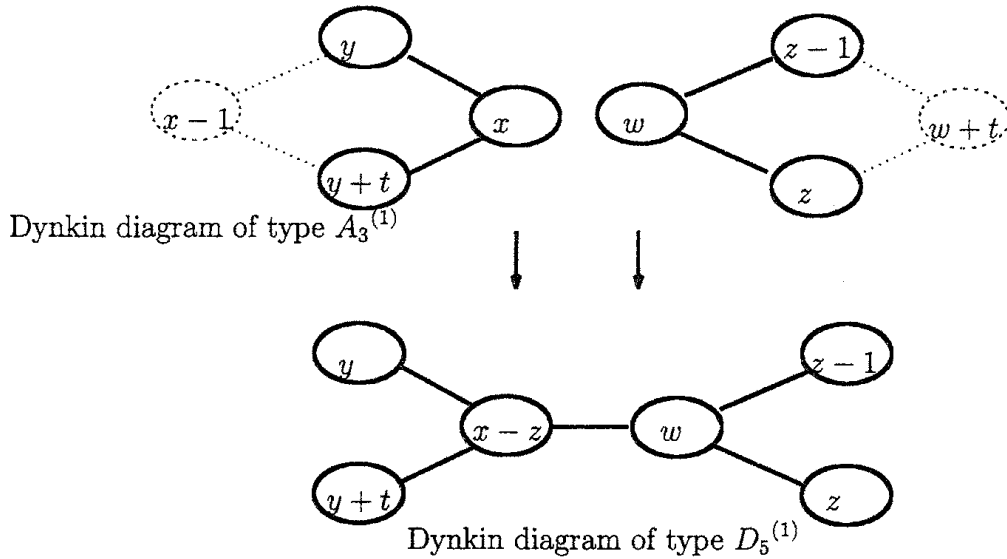 y
z − 1
x − 1
x
w
w + t
y + t
z
Dynkin diagram of type A₃⁽¹⁾
y
z − 1
x − z
w
y + t
z
Dynkin diagram of type D₅⁽¹⁾